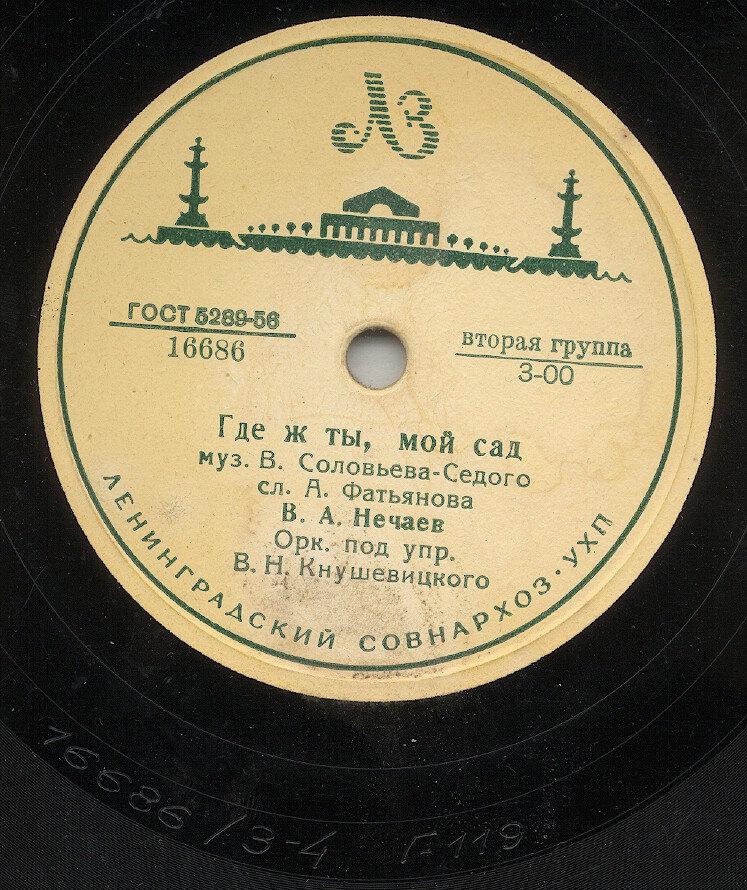 ЛЗ
ГОСТ 5289-56
16686
вторая группа
3-00
Где ж ты, мой сад
муз. В. Соловьева-Седого
сл. А. Фатьянова
В. А. Нечаев
Орк. под упр.
В. Н. Кнушевицкого
ЛЕНИНГРАДСКИЙ СОВНАРХОЗ·УХП
16686/3-4 Г-119